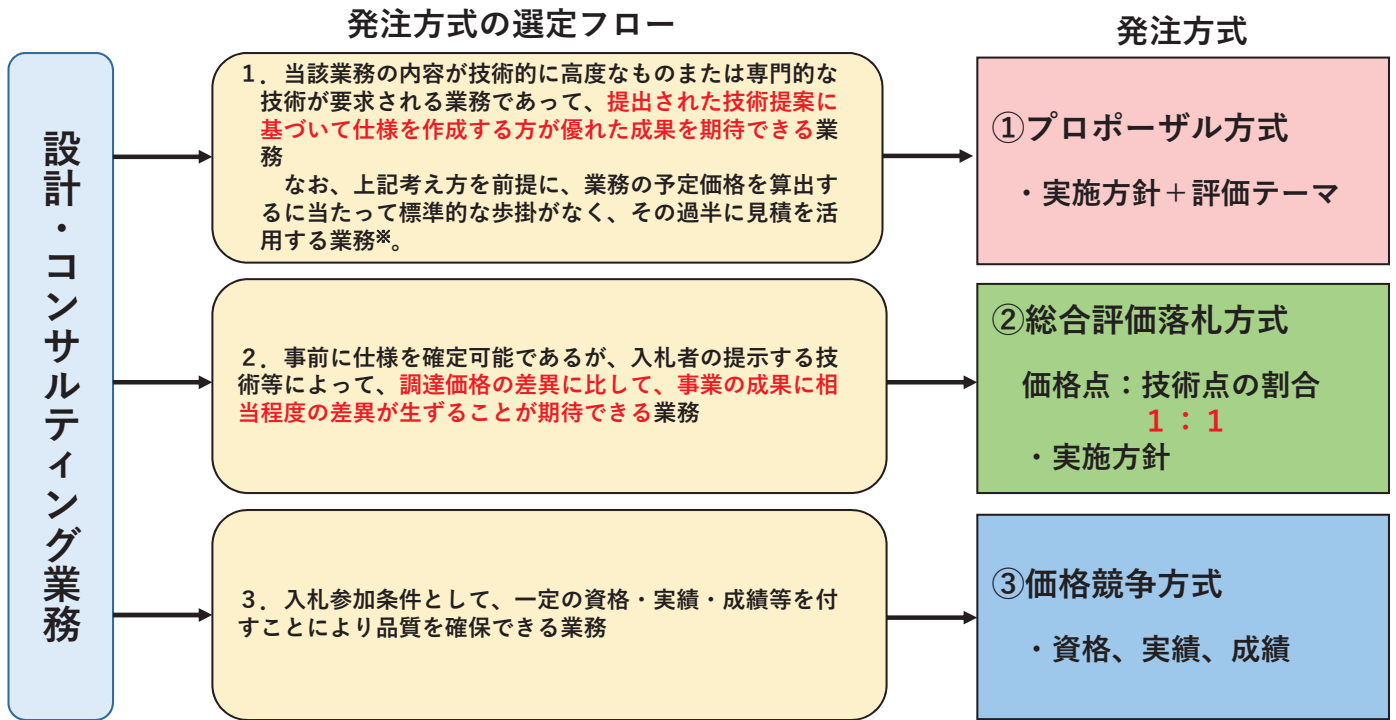 発注方式の選定フロー
発注方式
設計・コンサルティング業務
1．当該業務の内容が技術的に高度なものまたは専門的な
技術が要求される業務であって、提出された技術提案に
基づいて仕様を作成する方が優れた成果を期待できる業
務
なお、上記考え方を前提に、業務の予定価格を算出す
るに当たって標準的な歩掛がなく、その過半に見積を活
用する業務※。
①プロポーザル方式
・実施方針＋評価テーマ
2．事前に仕様を確定可能であるが、入札者の提示する技
術等によって、調達価格の差異に比して、事業の成果に相
当程度の差異が生ずることが期待できる業務
②総合評価落札方式
価格点：技術点の割合
1：1
・実施方針
3．入札参加条件として、一定の資格・実績・成績等を付
すことにより品質を確保できる業務
③価格競争方式
・資格、実績、成績